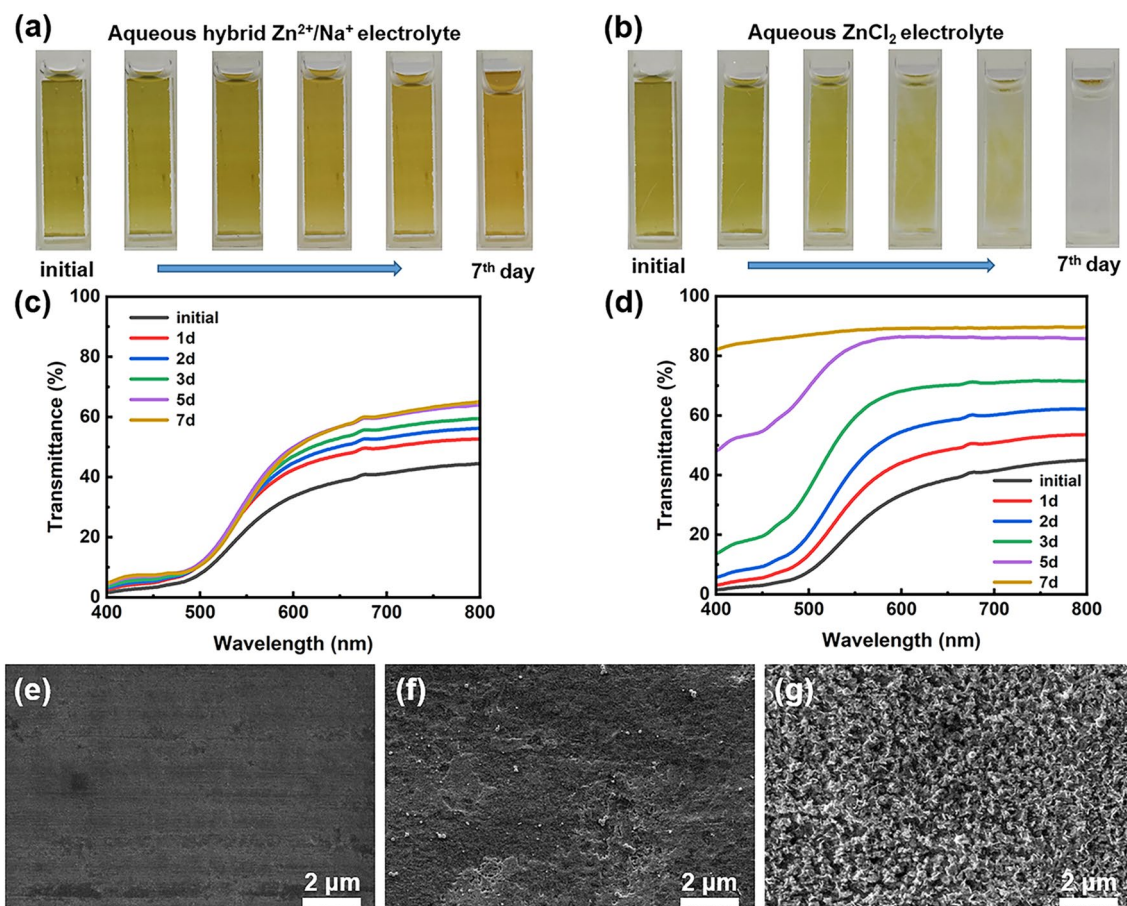 (a)
Aqueous hybrid Zn²⁺/Na⁺ electrolyte
initial
7th day
(b)
Aqueous ZnCl₂ electrolyte
initial
7th day
(c)
Transmittance (%)
100
80
60
40
20
0
initial
1d
2d
3d
5d
7d
400 500 600 700 800
Wavelength (nm)
(d)
Transmittance (%)
100
80
60
40
20
0
initial
1d
2d
3d
5d
7d
400 500 600 700 800
Wavelength (nm)
(e)
2 μm
(f)
2 μm
(g)
2 μm